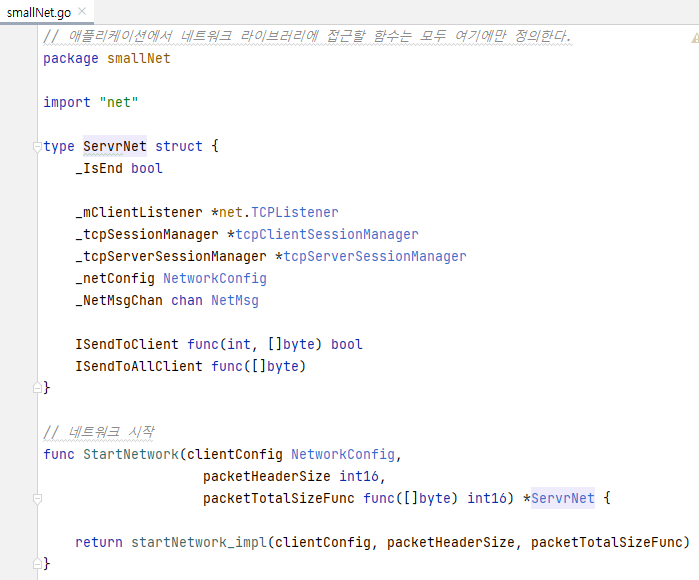 smallNet.go
// 애플리케이션에서 네트워크 라이브러리에 접근할 함수는 모두 여기에만 정의한다.
package smallNet
import "net"
type ServrNet struct {
_IsEnd bool
_mClientListener *net.TCPListener
_tcpSessionManager *tcpClientSessionManager
_tcpServerSessionManager *tcpServerSessionManager
_netConfig NetworkConfig
_NetMsgChan chan NetMsg
ISendToClient func(int, []byte) bool
ISendToAllClient func([]byte)
}
// 네트워크 시작
func StartNetwork(clientConfig NetworkConfig,
packetHeaderSize int16,
packetTotalSizeFunc func([]byte) int16) *ServrNet {
return startNetwork_impl(clientConfig, packetHeaderSize, packetTotalSizeFunc)
}